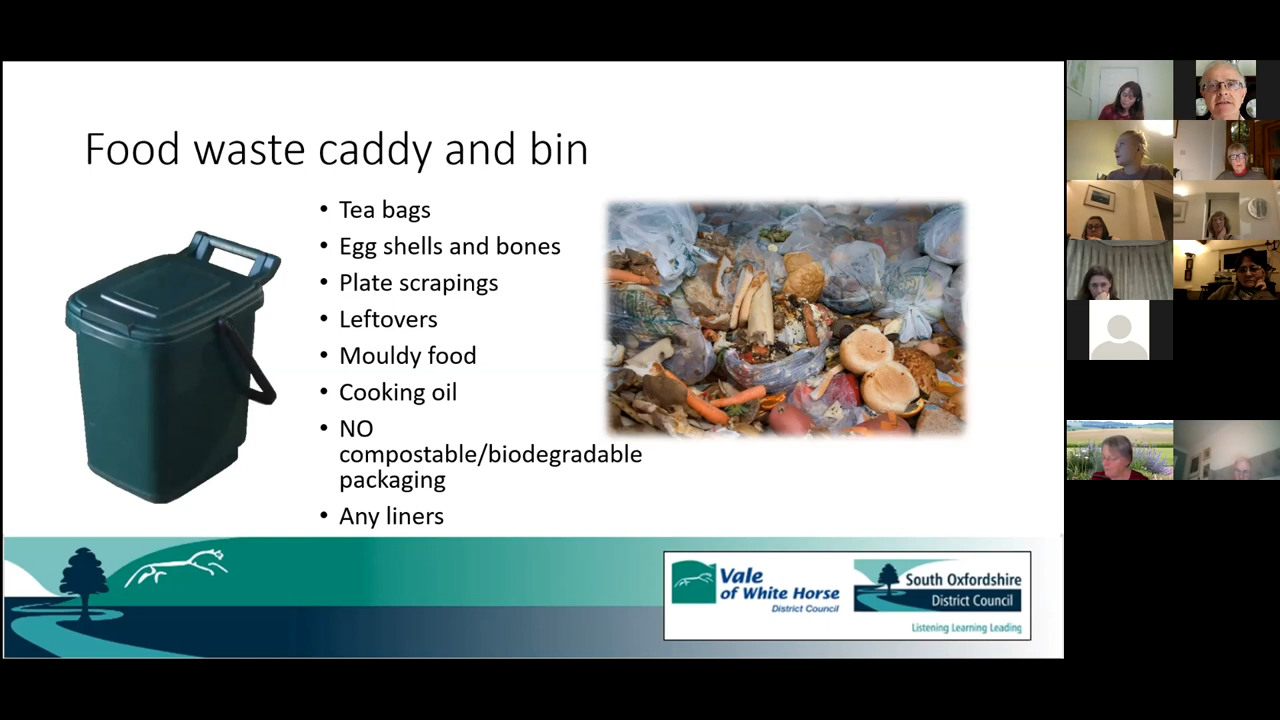 Food waste caddy and bin
• Tea bags
• Egg shells and bones
• Plate scrapings
• Leftovers
• Mouldy food
• Cooking oil
• NO
compostable/biodegradable
packaging
• Any liners
Vale
of White Horse
District Council
South Oxfordshire
District Council
Listening Learning Leading